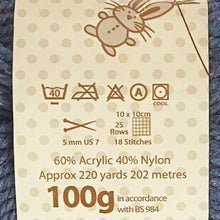 40 A COOL
10 x 10cm
25
Rows
5 mm US 7 18 Stitches
60% Acrylic 40% Nylon
Approx 220 yards 202 metres
100g in accordance
with BS 984